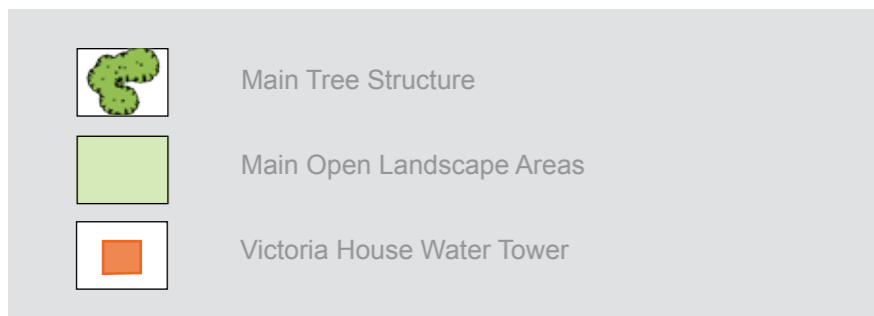 Main Tree Structure
Main Open Landscape Areas
Victoria House Water Tower